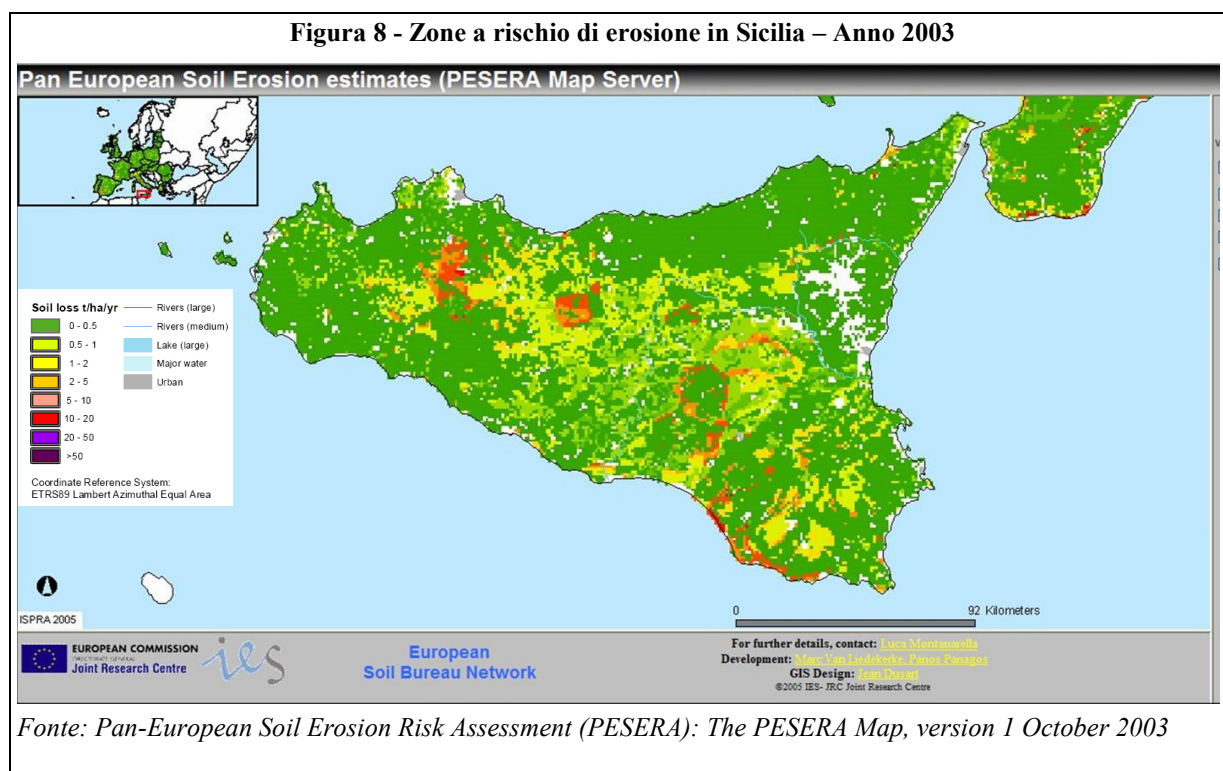 Figura 8 - Zone a rischio di erosione in Sicilia – Anno 2003
Pan European Soil Erosion estimates (PESERA Map Server)
Soil loss t/ha/yr
0 - 0.5
0.5 - 1
1 - 2
2 - 5
5 - 10
10 - 20
20 - 50
>50
Rivers (large)
Rivers (medium)
Lake (large)
Major water
Urban
Coordinate Reference System:
ETRS89 Lambert Azimuthal Equal Area
ISPRA 2005
0 92 Kilometers
EUROPEAN COMMISSION
DIRECTORATE GENERAL
Joint Research Centre
ies
European
Soil Bureau Network
For further details, contact: Luca Montanarella
Development: Marc Van Liedekerke, Panos Panagos
GIS Design: Jean Dusart
©2005 IES- JRC Joint Research Centre
Fonte: Pan-European Soil Erosion Risk Assessment (PESERA): The PESERA Map, version 1 October 2003